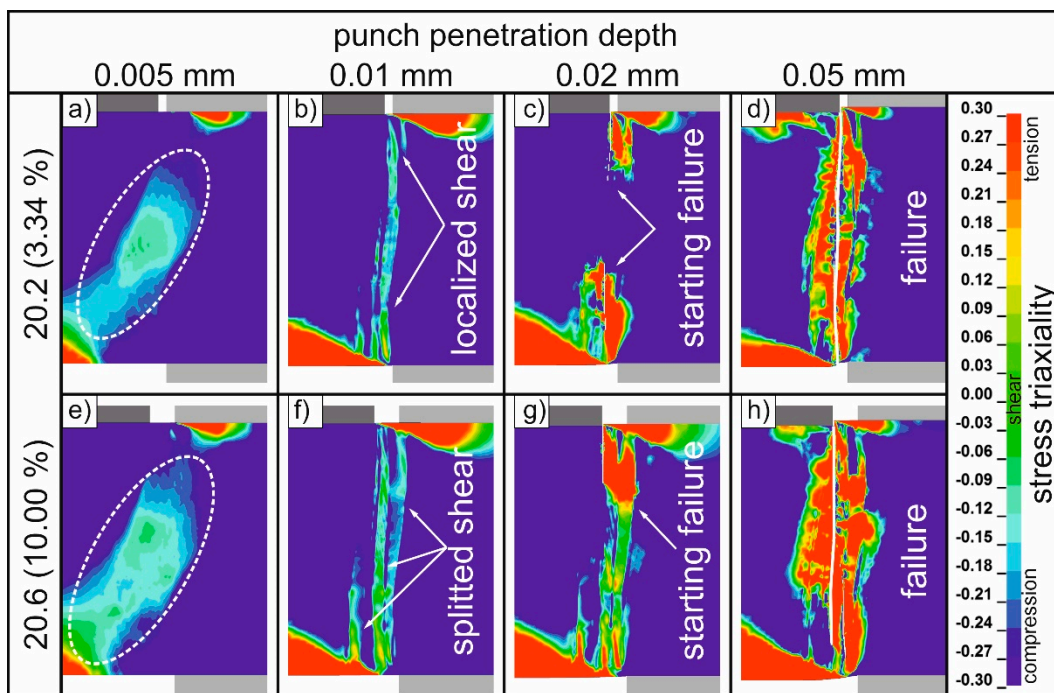 punch penetration depth
0.005 mm
0.01 mm
0.02 mm
0.05 mm
20.2 (3.34 %)
a)
b)
localized shear
c)
starting failure
d)
failure
20.6 (10.00 %)
e)
f)
splitted shear
g)
starting failure
h)
failure
0.30
0.27
0.24
0.21
0.18
0.15
0.12
0.09
0.06
0.03
0.00
-0.03
-0.06
-0.09
-0.12
-0.15
-0.18
-0.21
-0.24
-0.27
-0.30
tension
shear
compression
stress triaxiality